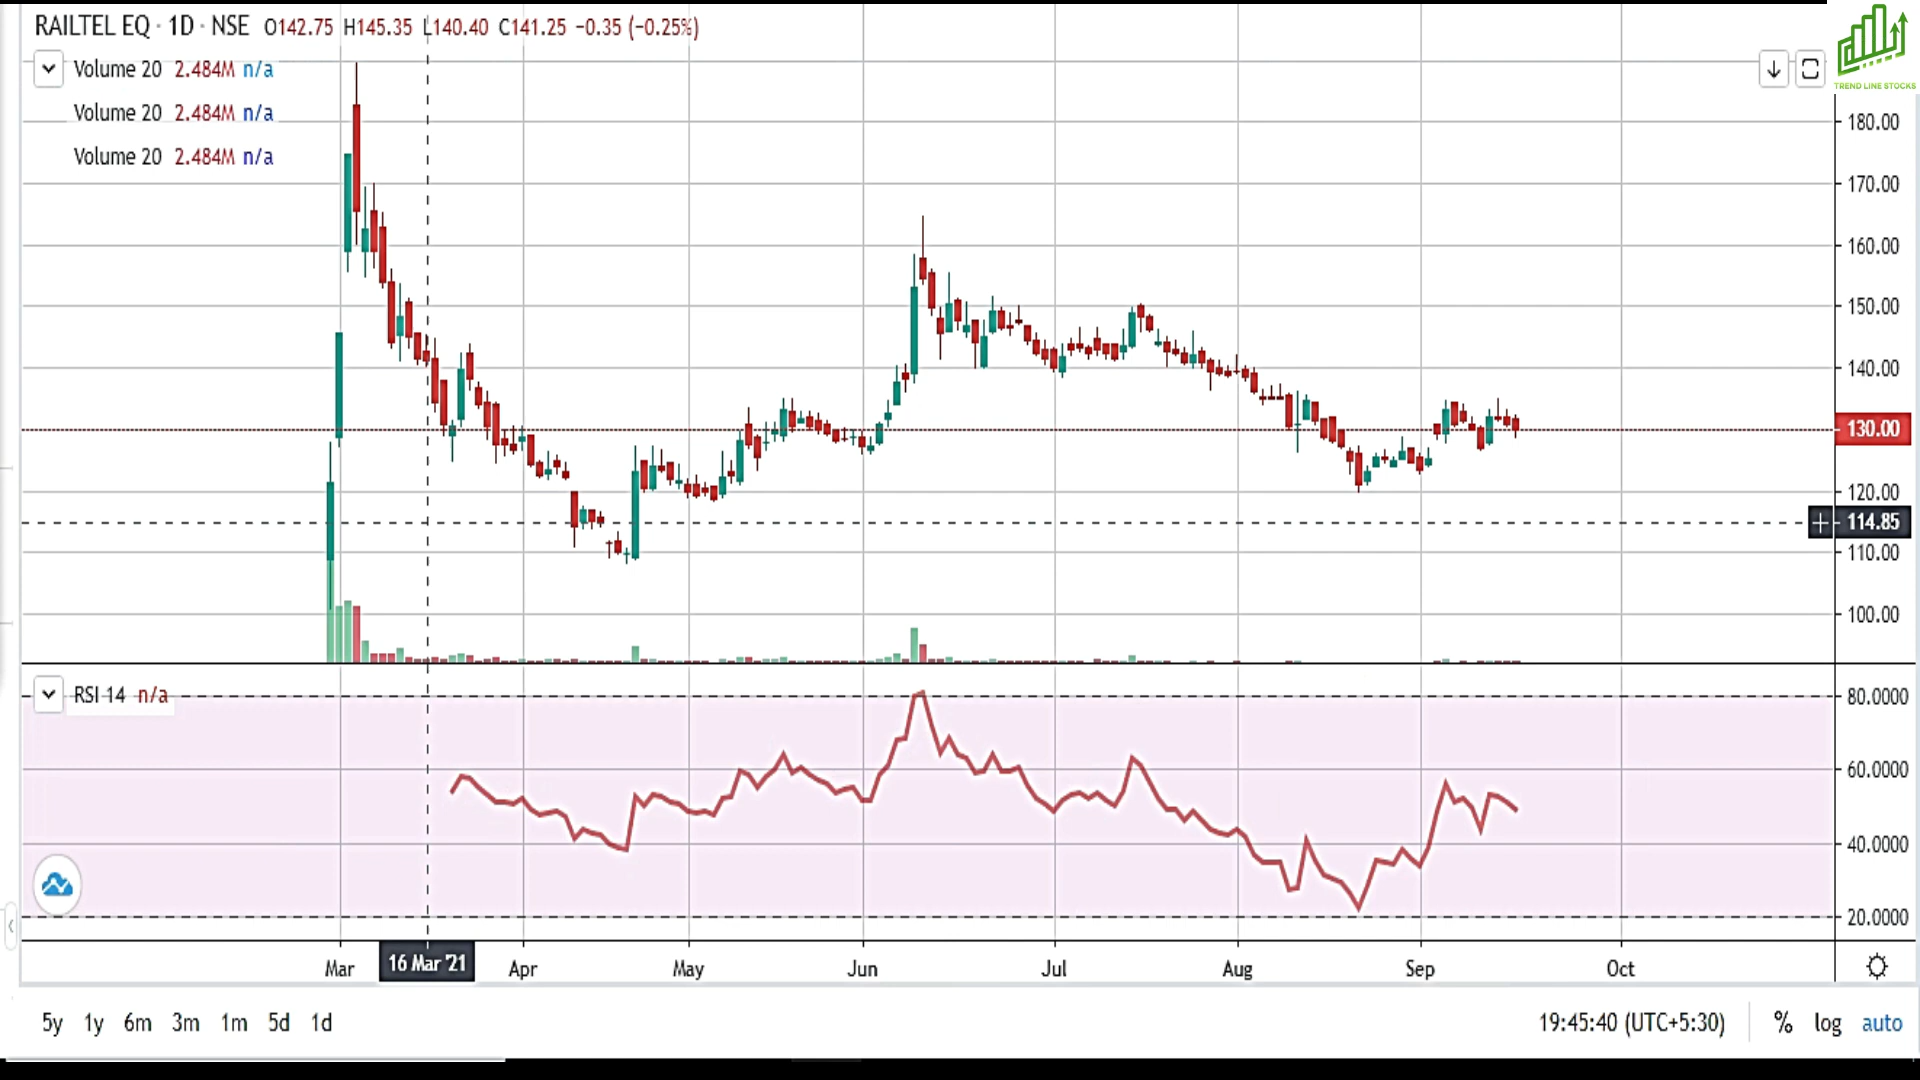 RAILTEL EQ · 1D · NSE O142.75 H145.35 L140.40 C141.25 −0.35 (−0.25%)
Volume 20 2.484M n/a
Volume 20 2.484M n/a
Volume 20 2.484M n/a
TREND LINE STOCKS
180.00
170.00
160.00
150.00
140.00
130.00
120.00
114.85
110.00
100.00
RSI 14 n/a
80.0000
60.0000
40.0000
20.0000
Mar 16 Mar '21 Apr May Jun Jul Aug Sep Oct
5y 1y 6m 3m 1m 5d 1d 19:45:40 (UTC+5:30) % log auto